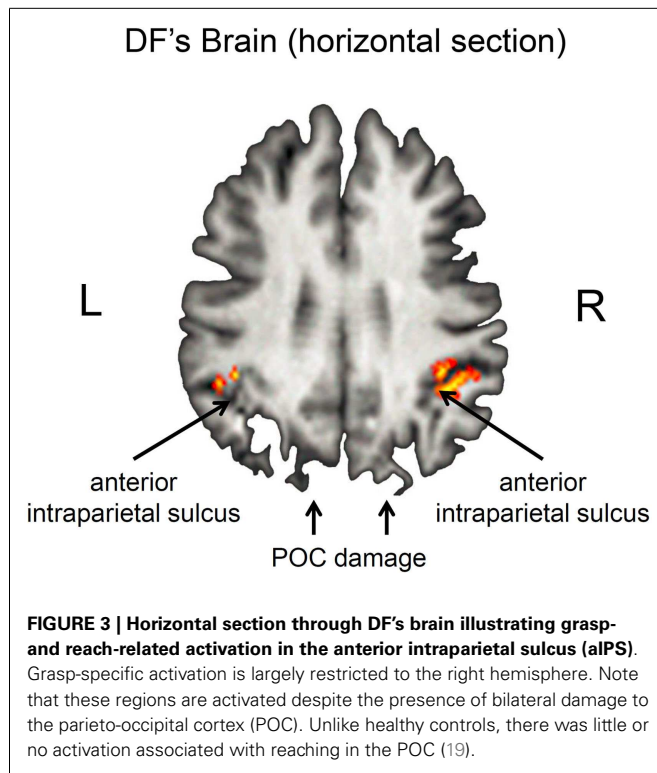 DF's Brain (horizontal section)
L
R
anterior
intraparietal sulcus
anterior
intraparietal sulcus
POC damage
FIGURE 3 | Horizontal section through DF's brain illustrating grasp-
and reach-related activation in the anterior intraparietal sulcus (aIPS).
Grasp-specific activation is largely restricted to the right hemisphere. Note
that these regions are activated despite the presence of bilateral damage to
the parieto-occipital cortex (POC). Unlike healthy controls, there was little or
no activation associated with reaching in the POC (19).